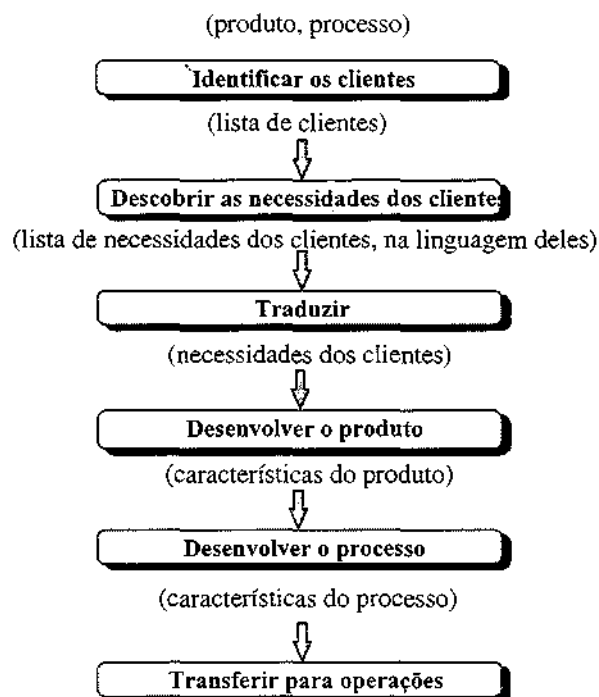 (produto, processo)
Identificar os clientes
(lista de clientes)
Descobrir as necessidades dos clientes
(lista de necessidades dos clientes, na linguagem deles)
Traduzir
(necessidades dos clientes)
Desenvolver o produto
(características do produto)
Desenvolver o processo
(características do processo)
Transferir para operações